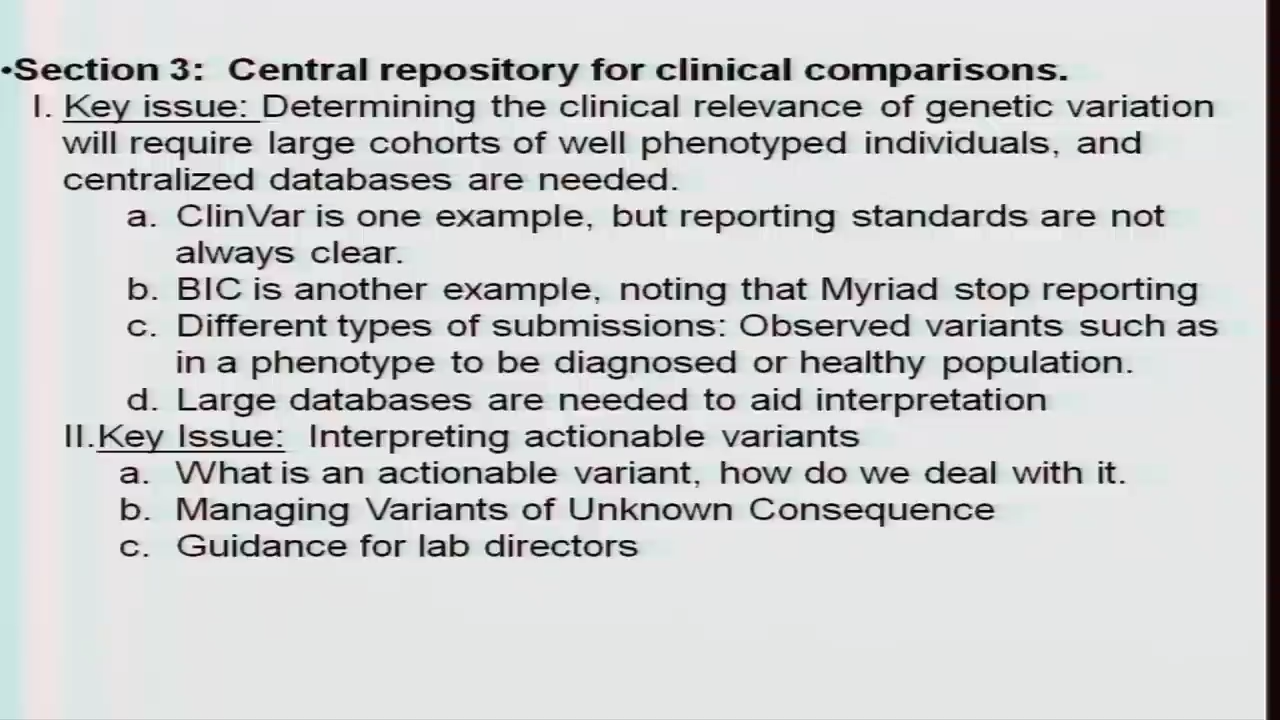 •Section 3: Central repository for clinical comparisons.
I. Key issue: Determining the clinical relevance of genetic variation
will require large cohorts of well phenotyped individuals, and
centralized databases are needed.
a. ClinVar is one example, but reporting standards are not
always clear.
b. BIC is another example, noting that Myriad stop reporting
c. Different types of submissions: Observed variants such as
in a phenotype to be diagnosed or healthy population.
d. Large databases are needed to aid interpretation
II. Key Issue: Interpreting actionable variants
a. What is an actionable variant, how do we deal with it.
b. Managing Variants of Unknown Consequence
c. Guidance for lab directors